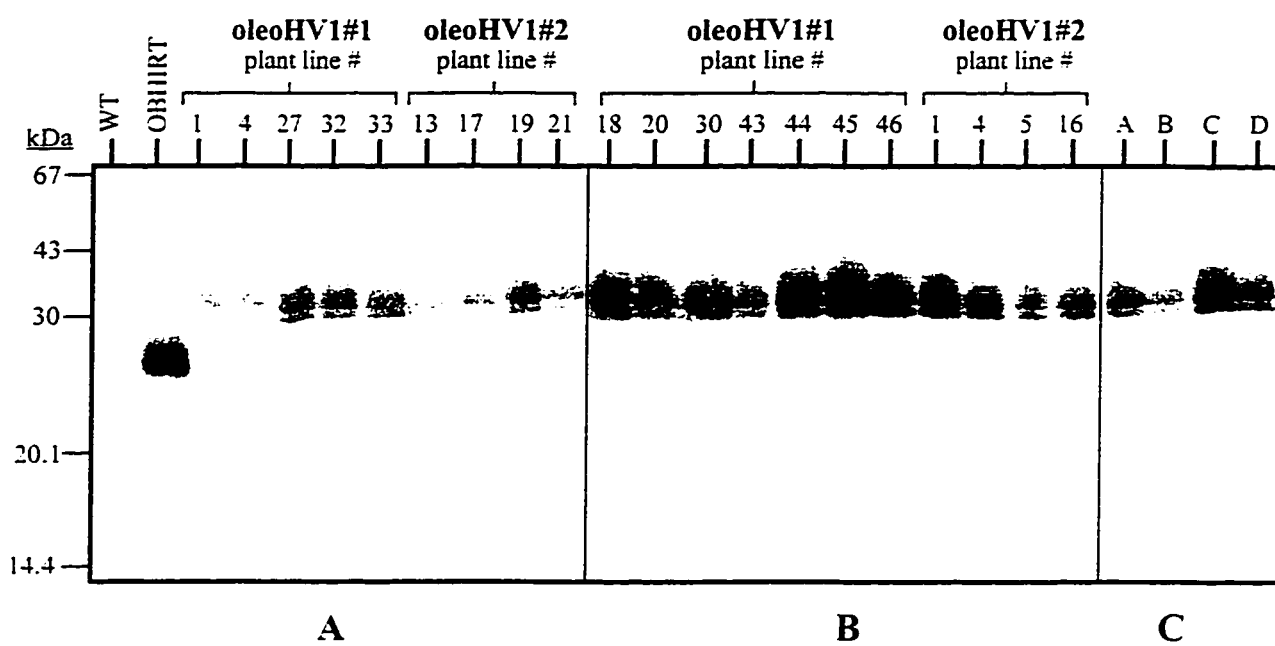 oleoHV1#1 oleoHV1#2 oleoHV1#1 oleoHV1#2
plant line # plant line # plant line # plant line #
kDa WT OBHIRT 1 4 27 32 33 13 17 19 21 18 20 30 43 44 45 46 1 4 5 16 A B C D
67
43
30
20.1
14.4
A B C